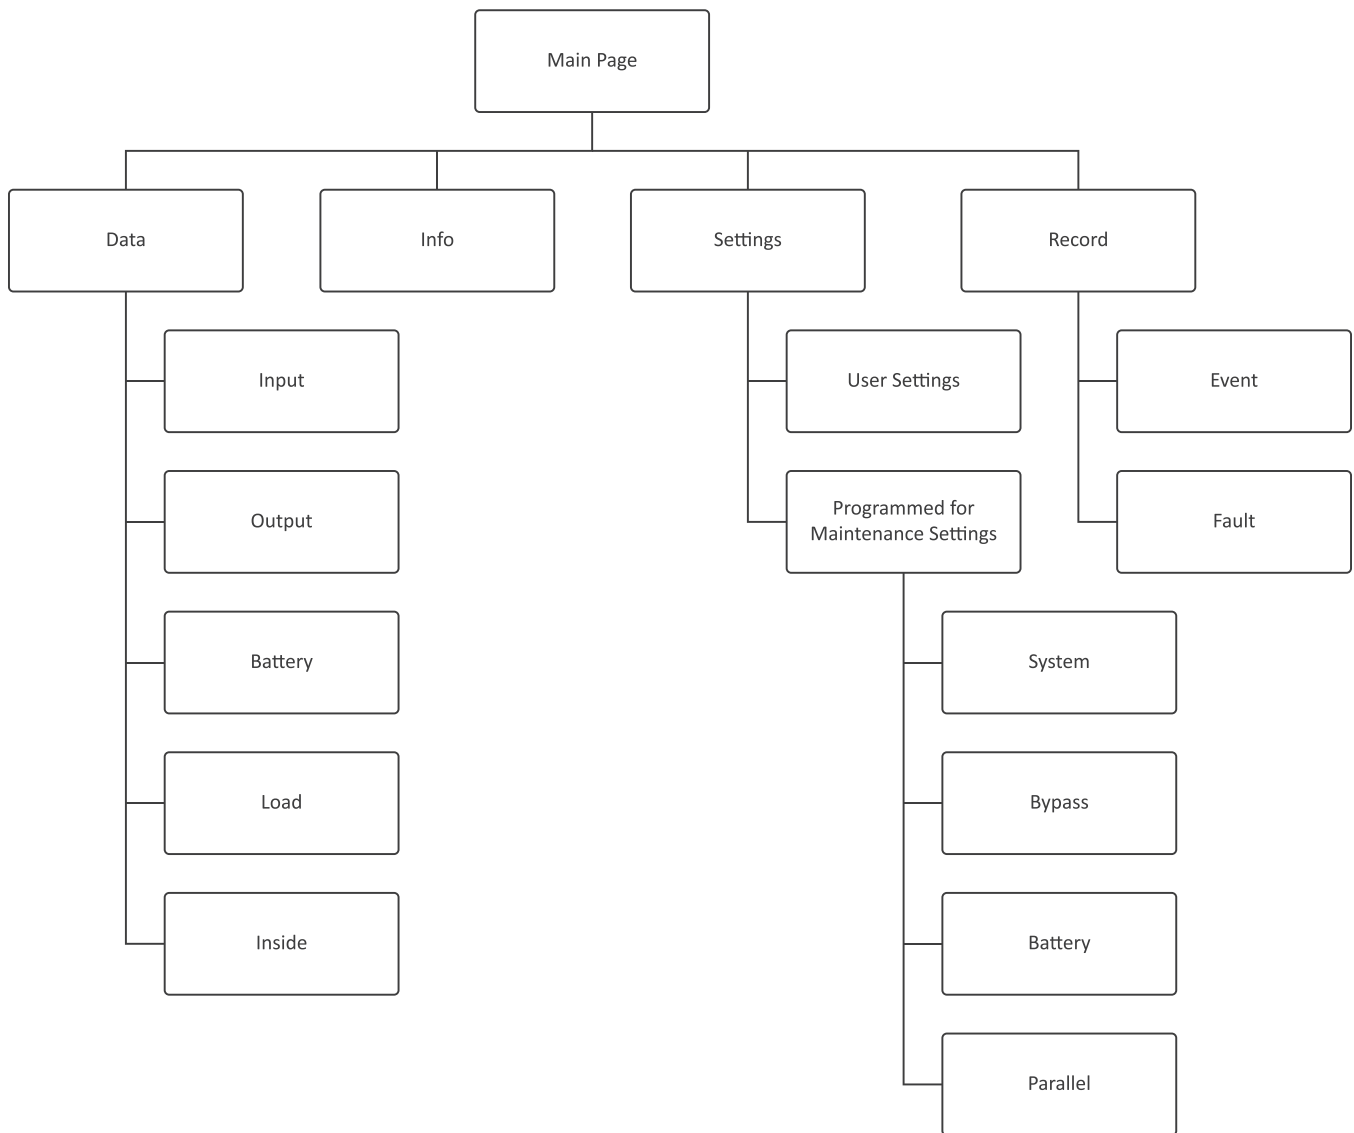 Main Page
Data
Info
Settings
Record
Input
User Settings
Event
Output
Programmed for
Maintenance Settings
Fault
Battery
System
Load
Bypass
Inside
Battery
Parallel